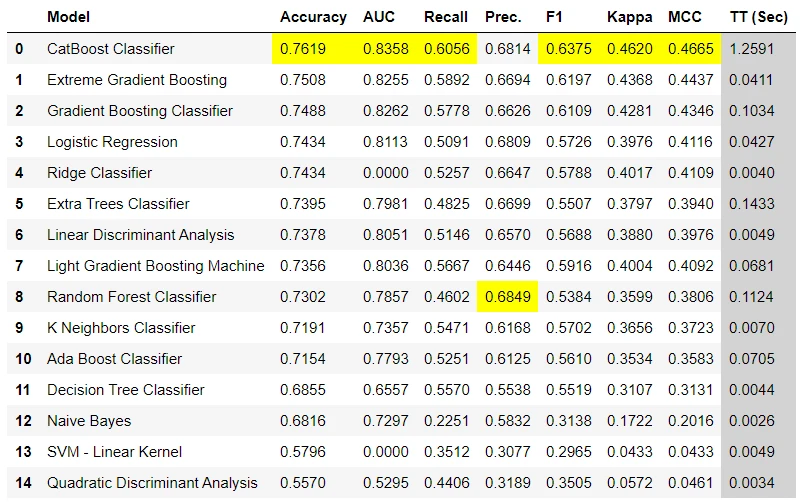 Model Accuracy AUC Recall Prec. F1 Kappa MCC TT (Sec)
0 CatBoost Classifier 0.7619 0.8358 0.6056 0.6814 0.6375 0.4620 0.4665 1.2591
1 Extreme Gradient Boosting 0.7508 0.8255 0.5892 0.6694 0.6197 0.4368 0.4437 0.0411
2 Gradient Boosting Classifier 0.7488 0.8262 0.5778 0.6626 0.6109 0.4281 0.4346 0.1034
3 Logistic Regression 0.7434 0.8113 0.5091 0.6809 0.5726 0.3976 0.4116 0.0427
4 Ridge Classifier 0.7434 0.0000 0.5257 0.6647 0.5788 0.4017 0.4109 0.0040
5 Extra Trees Classifier 0.7395 0.7981 0.4825 0.6699 0.5507 0.3797 0.3940 0.1433
6 Linear Discriminant Analysis 0.7378 0.8051 0.5146 0.6570 0.5688 0.3880 0.3976 0.0049
7 Light Gradient Boosting Machine 0.7356 0.8036 0.5667 0.6446 0.5916 0.4004 0.4092 0.0681
8 Random Forest Classifier 0.7302 0.7857 0.4602 0.6849 0.5384 0.3599 0.3806 0.1124
9 K Neighbors Classifier 0.7191 0.7357 0.5471 0.6168 0.5702 0.3656 0.3723 0.0070
10 Ada Boost Classifier 0.7154 0.7793 0.5251 0.6125 0.5610 0.3534 0.3583 0.0705
11 Decision Tree Classifier 0.6855 0.6557 0.5570 0.5538 0.5519 0.3107 0.3131 0.0044
12 Naive Bayes 0.6816 0.7297 0.2251 0.5832 0.3138 0.1722 0.2016 0.0026
13 SVM - Linear Kernel 0.5796 0.0000 0.3512 0.3077 0.2965 0.0433 0.0433 0.0049
14 Quadratic Discriminant Analysis 0.5570 0.5295 0.4406 0.3189 0.3505 0.0572 0.0461 0.0034